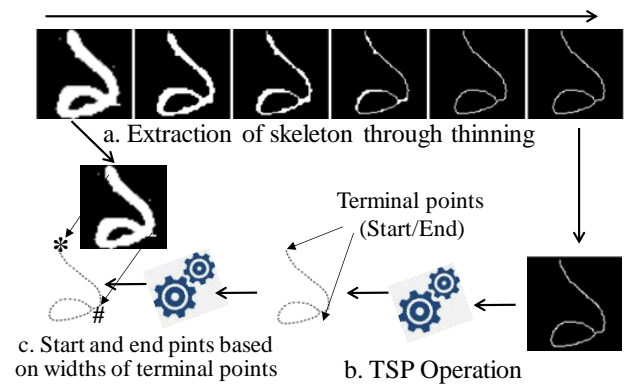 a. Extraction of skeleton through thinning
Terminal points
(Start/End)
*
#
c. Start and end pints based
on widths of terminal points
b. TSP Operation